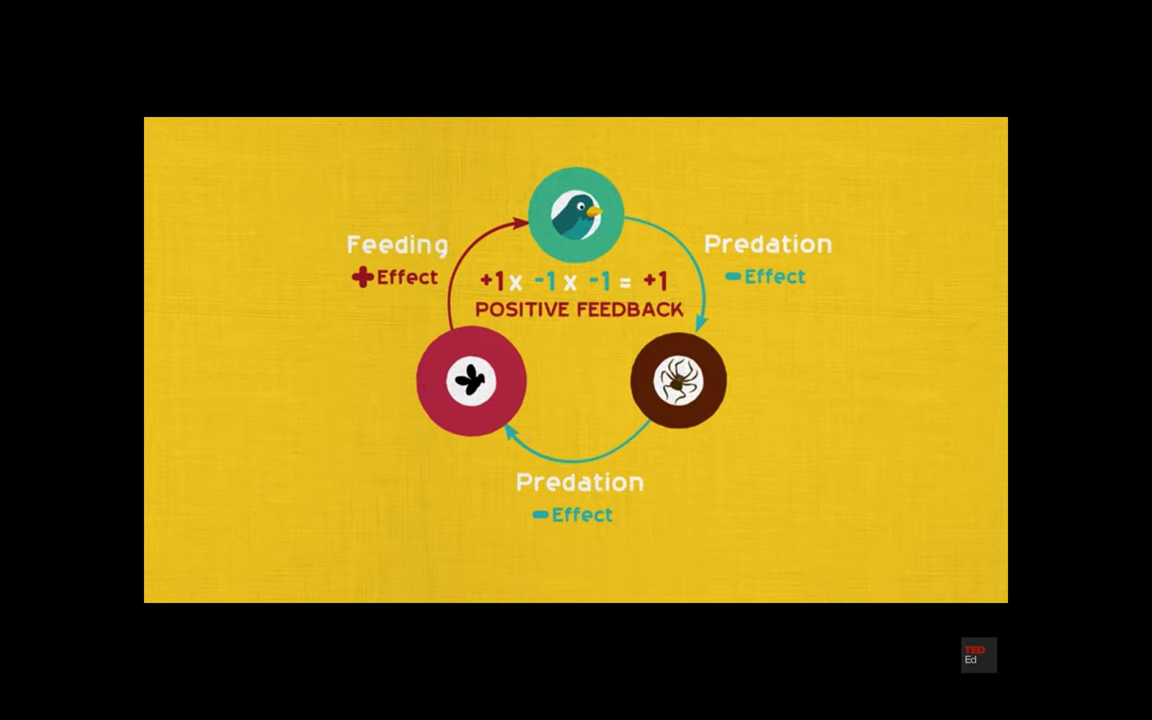 Feeding
+Effect
Predation
-Effect
+1 x -1 x -1 = +1
POSITIVE FEEDBACK
Predation
-Effect
TED
Ed